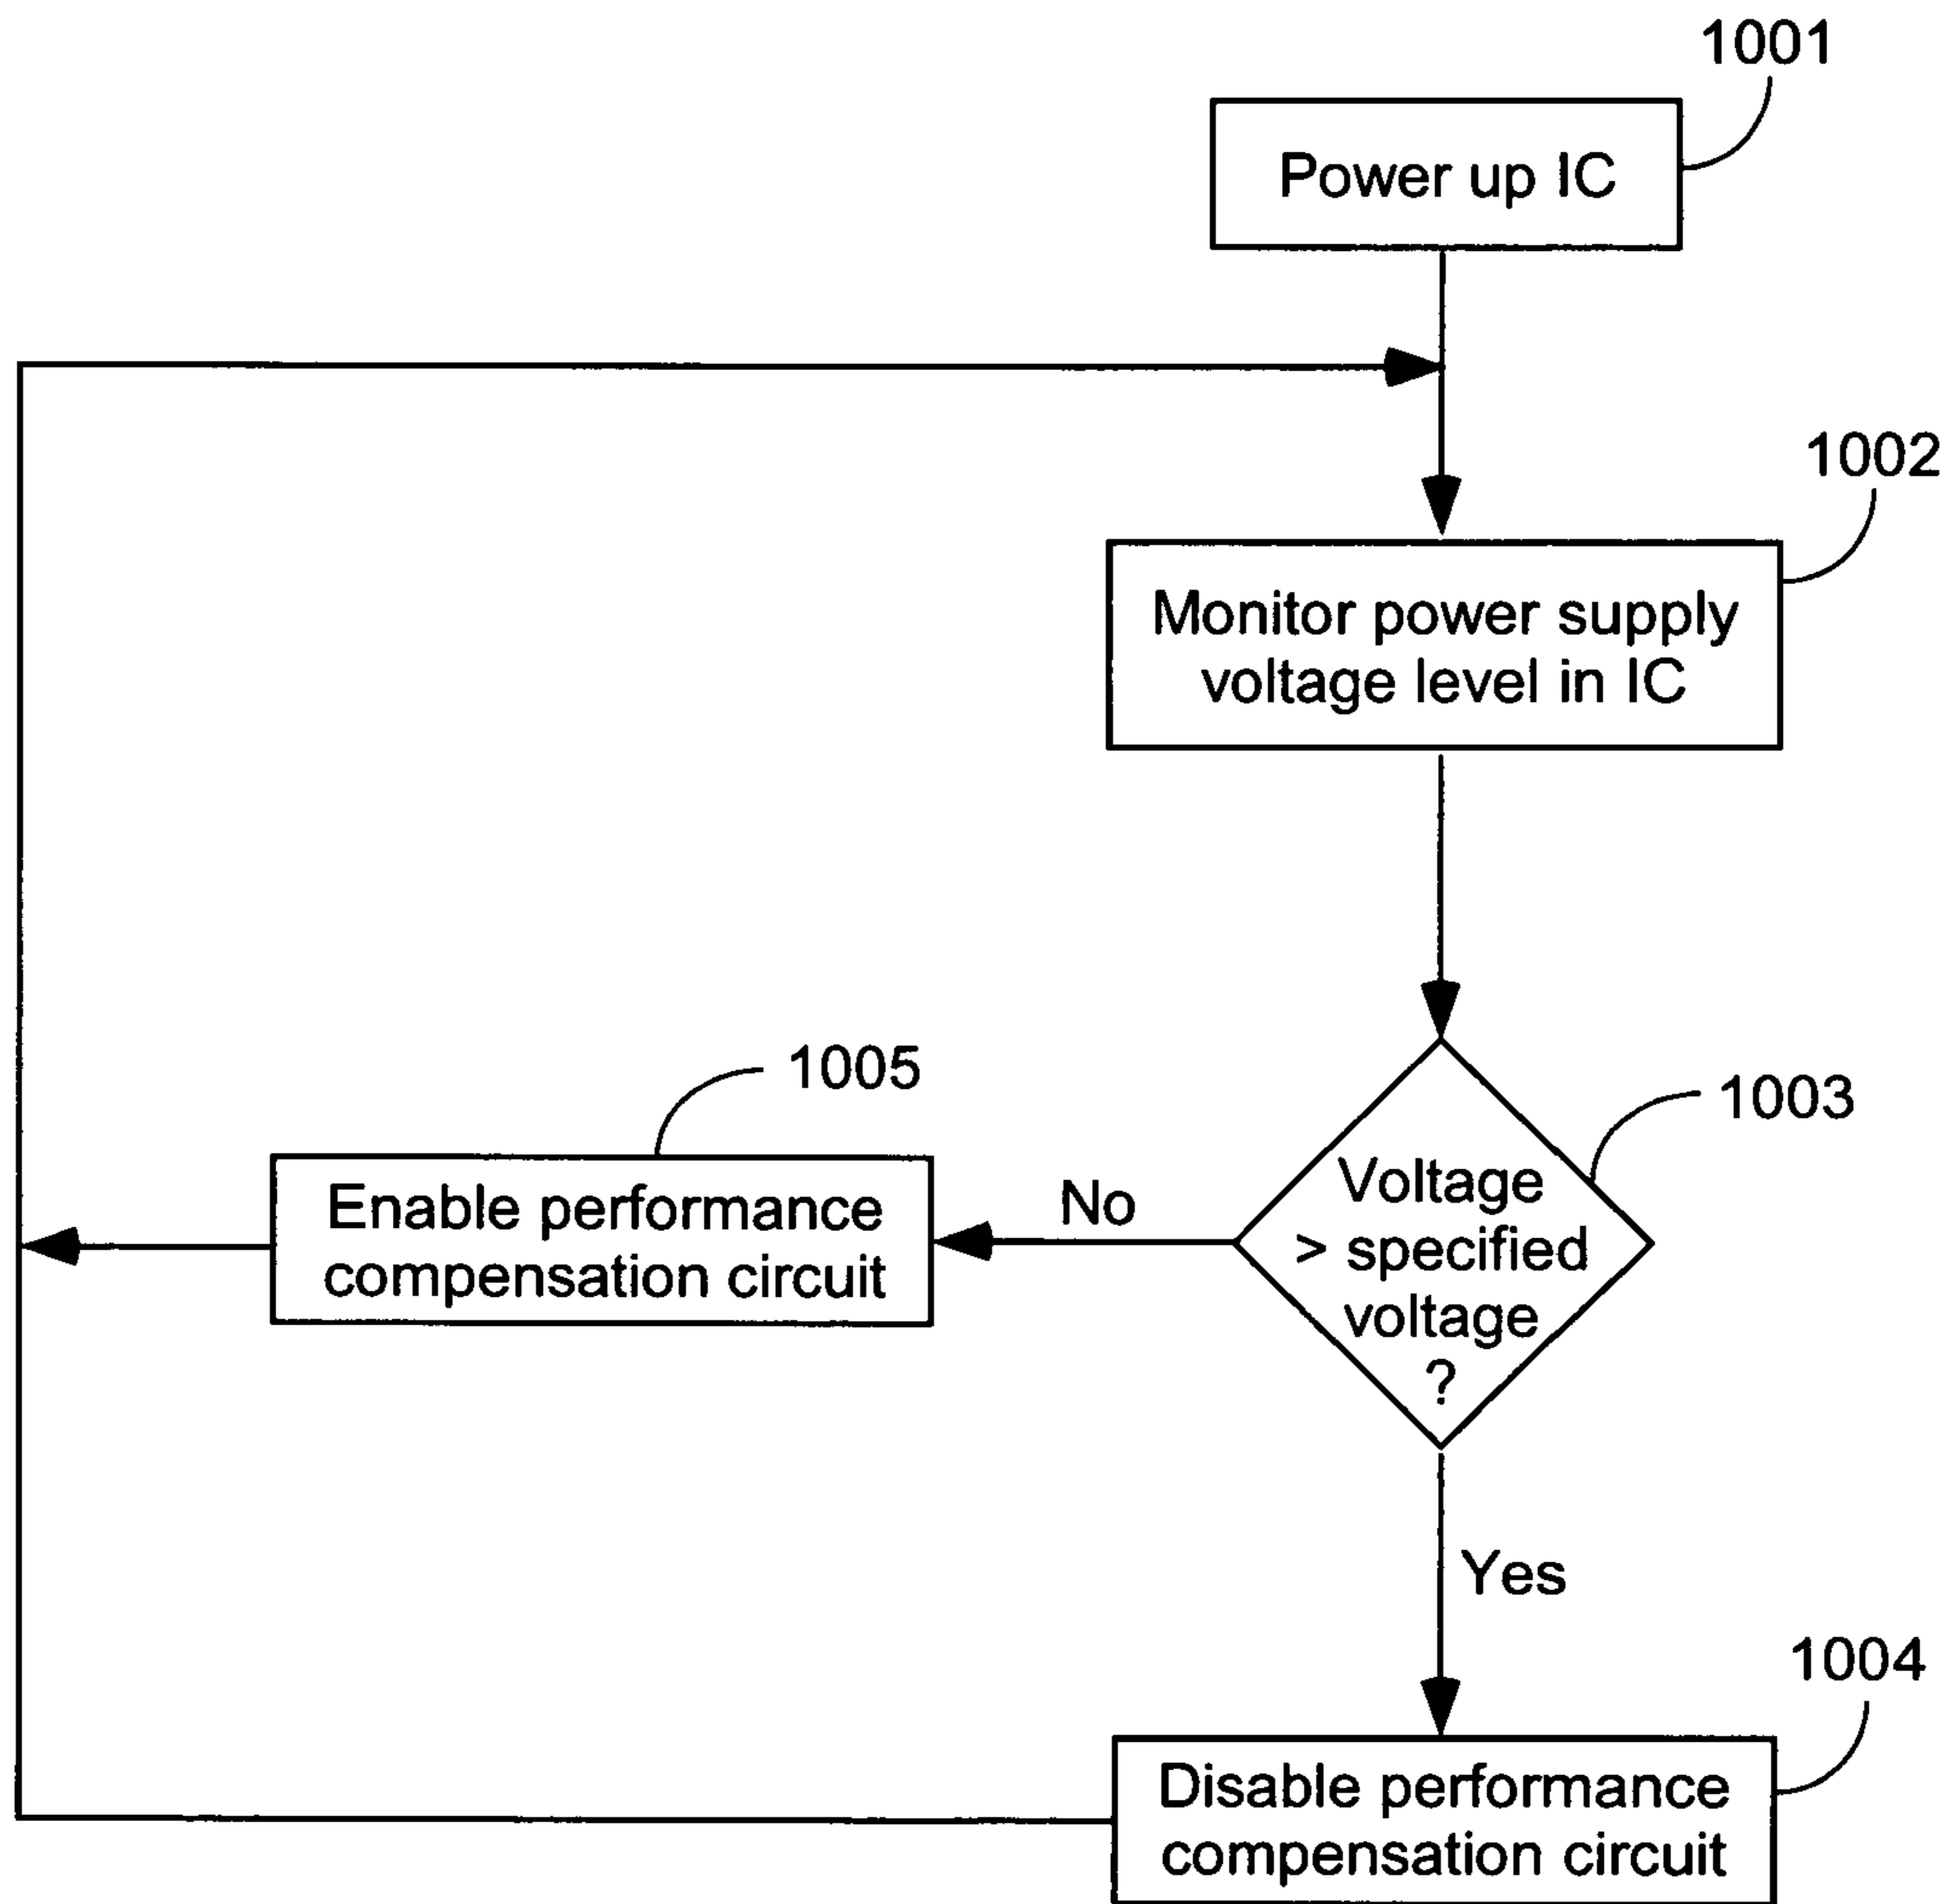 1001
Power up IC
1002
Monitor power supply
voltage level in IC
1005
1003
Enable performance
compensation circuit
No
Voltage
> specified
voltage
?
Yes
1004
Disable performance
compensation circuit